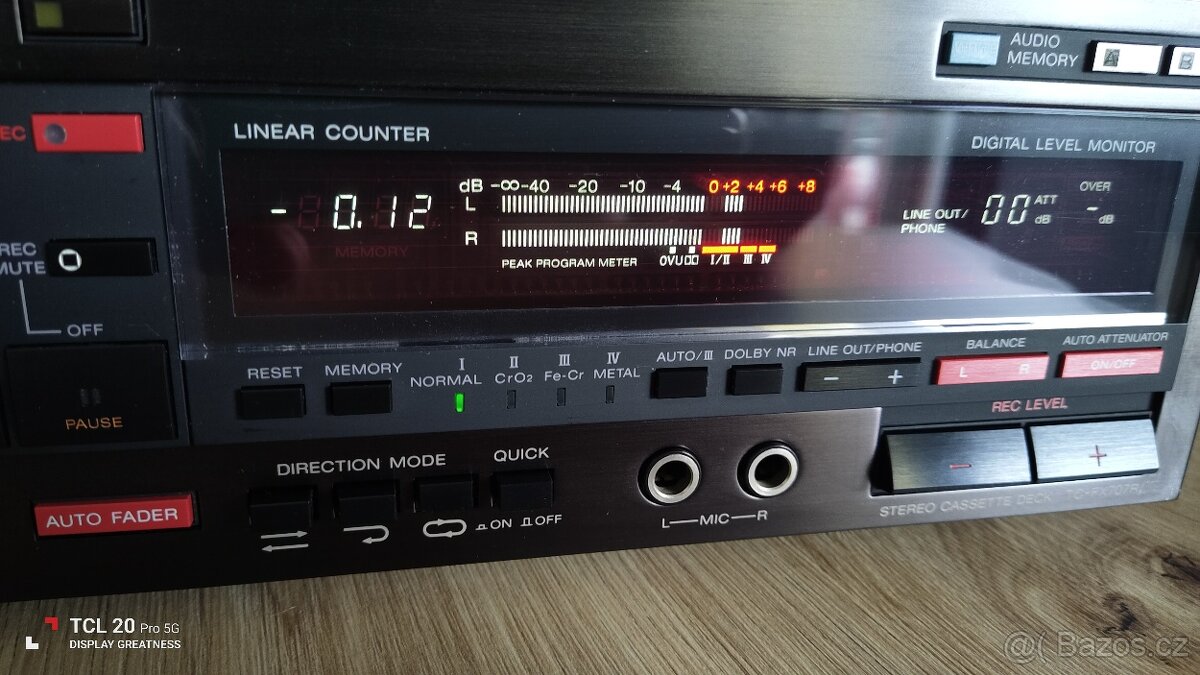 AUDIO
MEMORY
A
B
REC
LINEAR COUNTER
DIGITAL LEVEL MONITOR
dB -∞ -40 -20 -10 -4 0 +2 +4 +6 +8
L
R
- 0.12
MEMORY
PEAK PROGRAM METER
0VU
I/II III IV
LINE OUT/
PHONE
00
ATT
dB
OVER
-
dB
REC
MUTE
OFF
PAUSE
RESET
MEMORY
I
NORMAL
II
CrO2
III
Fe-Cr
IV
METAL
AUTO/III
DOLBY NR
LINE OUT/PHONE
- +
BALANCE
L R
AUTO ATTENUATOR
ON/OFF
REC LEVEL
- +
AUTO FADER
DIRECTION MODE
QUICK
ON OFF
L—MIC—R
STEREO CASSETTE DECK TC-FX707R
TCL 20 Pro 5G
DISPLAY GREATNESS
@( Bazos.cz